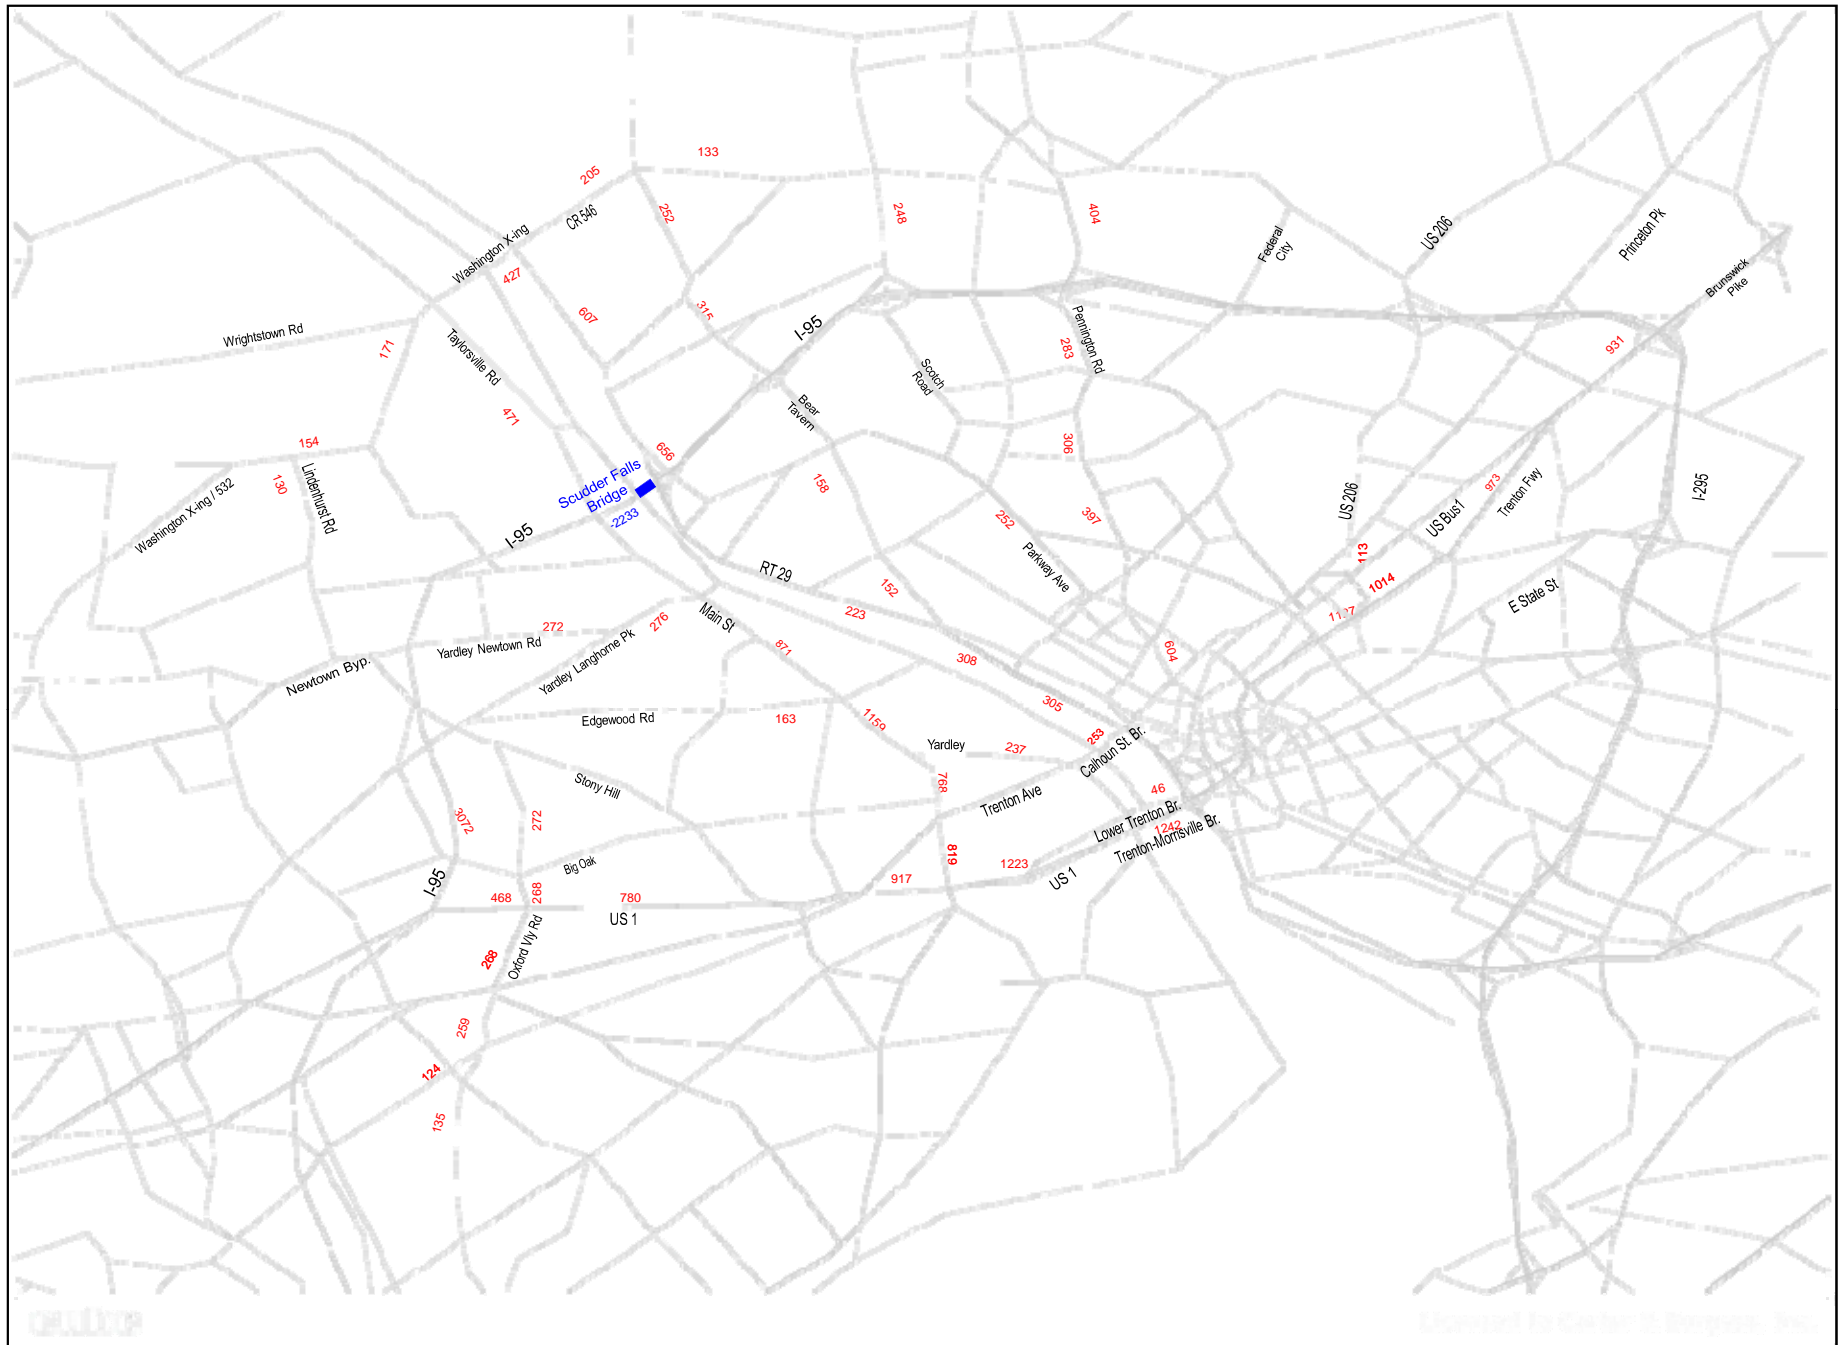 133
205
CR 546
252
248
404
Washington X-ing
427
Federal
City
US 206
Princeton Pk
Brunswick
Pike
607
315
I-95
Wrightstown Rd
171
Taylorsville Rd
471
Scotch
Road
283
Pennington Rd
931
Bear
Tavern
154
130
Lindenhurst Rd
Washington X-ing / 532
656
Scudder Falls
Bridge
-2233
158
306
252
397
US 206
US Bus1
973
Trenton Fwy
I-295
I-95
RT 29
Parkway Ave
113
1014
E State St
152
223
Main St
272
276
Yardley Newtown Rd
Yardley Langhorne Pk
871
308
604
Newtown Byp.
Edgewood Rd
163
1159
305
253
Calhoun St. Br.
Yardley
237
Stony Hill
768
Trenton Ave
46
Lower Trenton Br.
1242
Trenton-Morrisville Br.
3072
272
Big Oak
819
1223
US 1
I-95
468
268
780
US 1
917
268
Oxford Vly Rd
259
124
135